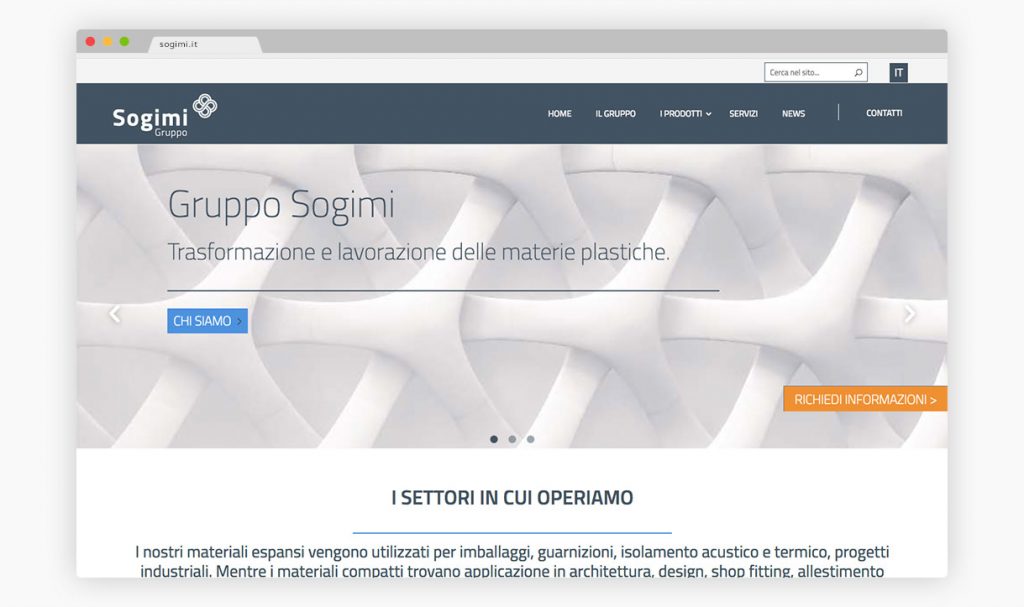 sogimi.it
Cerca nel sito...
IT
Sogimi
Gruppo
HOME
IL GRUPPO
I PRODOTTI
SERVIZI
NEWS
CONTATTI
Gruppo Sogimi
Trasformazione e lavorazione delle materie plastiche.
CHI SIAMO >
RICHIEDI INFORMAZIONI >
I SETTORI IN CUI OPERIAMO
I nostri materiali espansi vengono utilizzati per imballaggi, guarnizioni, isolamento acustico e termico, progetti
industriali. Mentre i materiali compatti trovano applicazione in architettura, design, shop fitting, allestimento